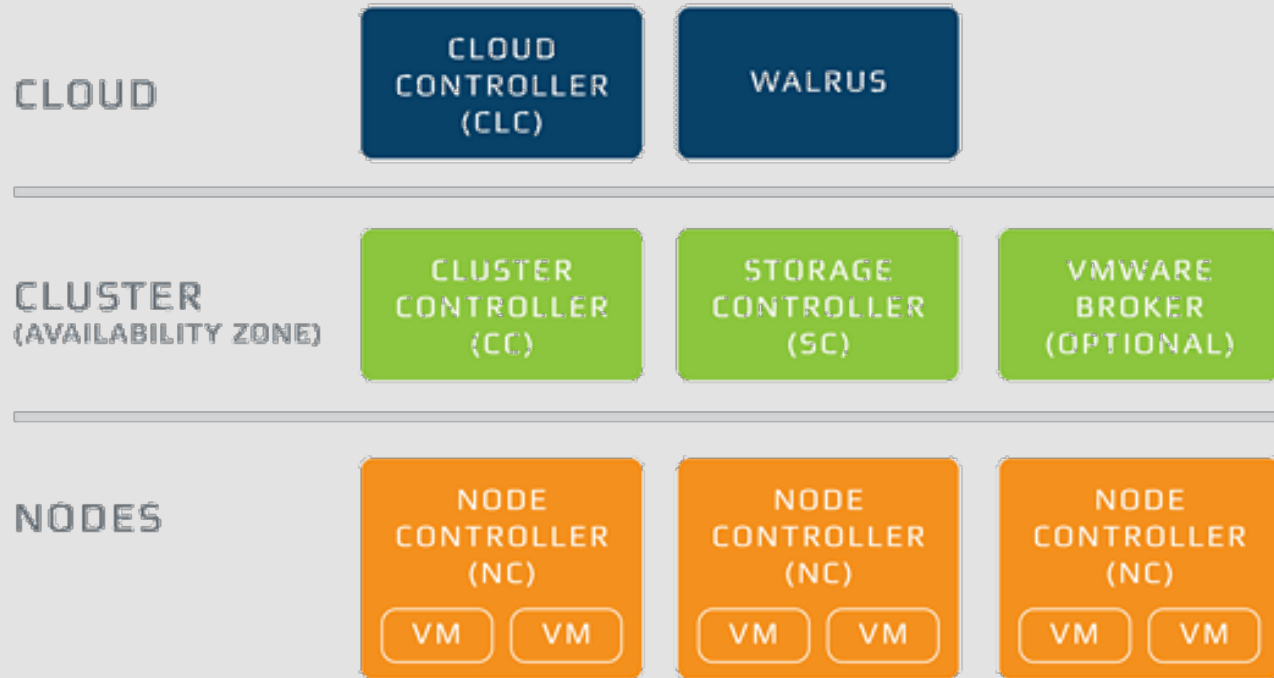 CLOUD
CLOUD
CONTROLLER
(CLC)
WALRUS
CLUSTER
(AVAILABILITY ZONE)
CLUSTER
CONTROLLER
(CC)
STORAGE
CONTROLLER
(SC)
VMWARE
BROKER
(OPTIONAL)
NODES
NODE
CONTROLLER
(NC)
VM VM
NODE
CONTROLLER
(NC)
VM VM
NODE
CONTROLLER
(NC)
VM VM